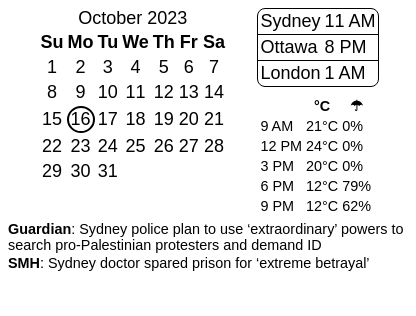 October 2023
Su Mo Tu We Th Fr Sa
1 2 3 4 5 6 7
8 9 10 11 12 13 14
15 16 17 18 19 20 21
22 23 24 25 26 27 28
29 30 31
Sydney 11 AM
Ottawa 8 PM
London 1 AM
°C ☂
9 AM 21°C 0%
12 PM 24°C 0%
3 PM 20°C 0%
6 PM 12°C 79%
9 PM 12°C 62%
Guardian: Sydney police plan to use ‘extraordinary’ powers to
search pro-Palestinian protesters and demand ID
SMH: Sydney doctor spared prison for ‘extreme betrayal’